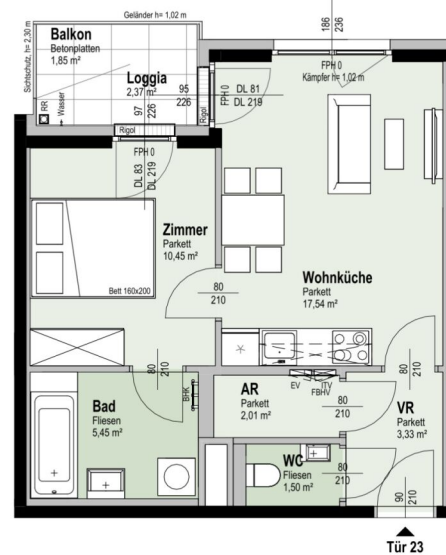 Geländer h= 1,02 m
Sichtschutz, h= 2,30 m
Balkon
Betonplatten
1,85 m²
Loggia
2,37 m²
RR
Wasser
Rigol
97
226
95
226
Rigol
FPH 0
DL 81
DL 219
186
236
FPH 0
Kämpfer h= 1,02 m
FPH 0
DL 83
DL 219
Zimmer
Parkett
10,45 m²
Bett 160x200
80
210
Wohnküche
Parkett
17,54 m²
80
210
80
210
Bad
Fliesen
5,45 m²
BHK
AR
Parkett
2,01 m²
EV
ITV
FBHV
80
210
VR
Parkett
3,33 m²
WC
Fliesen
1,50 m²
80
210
90
210
Tür 23